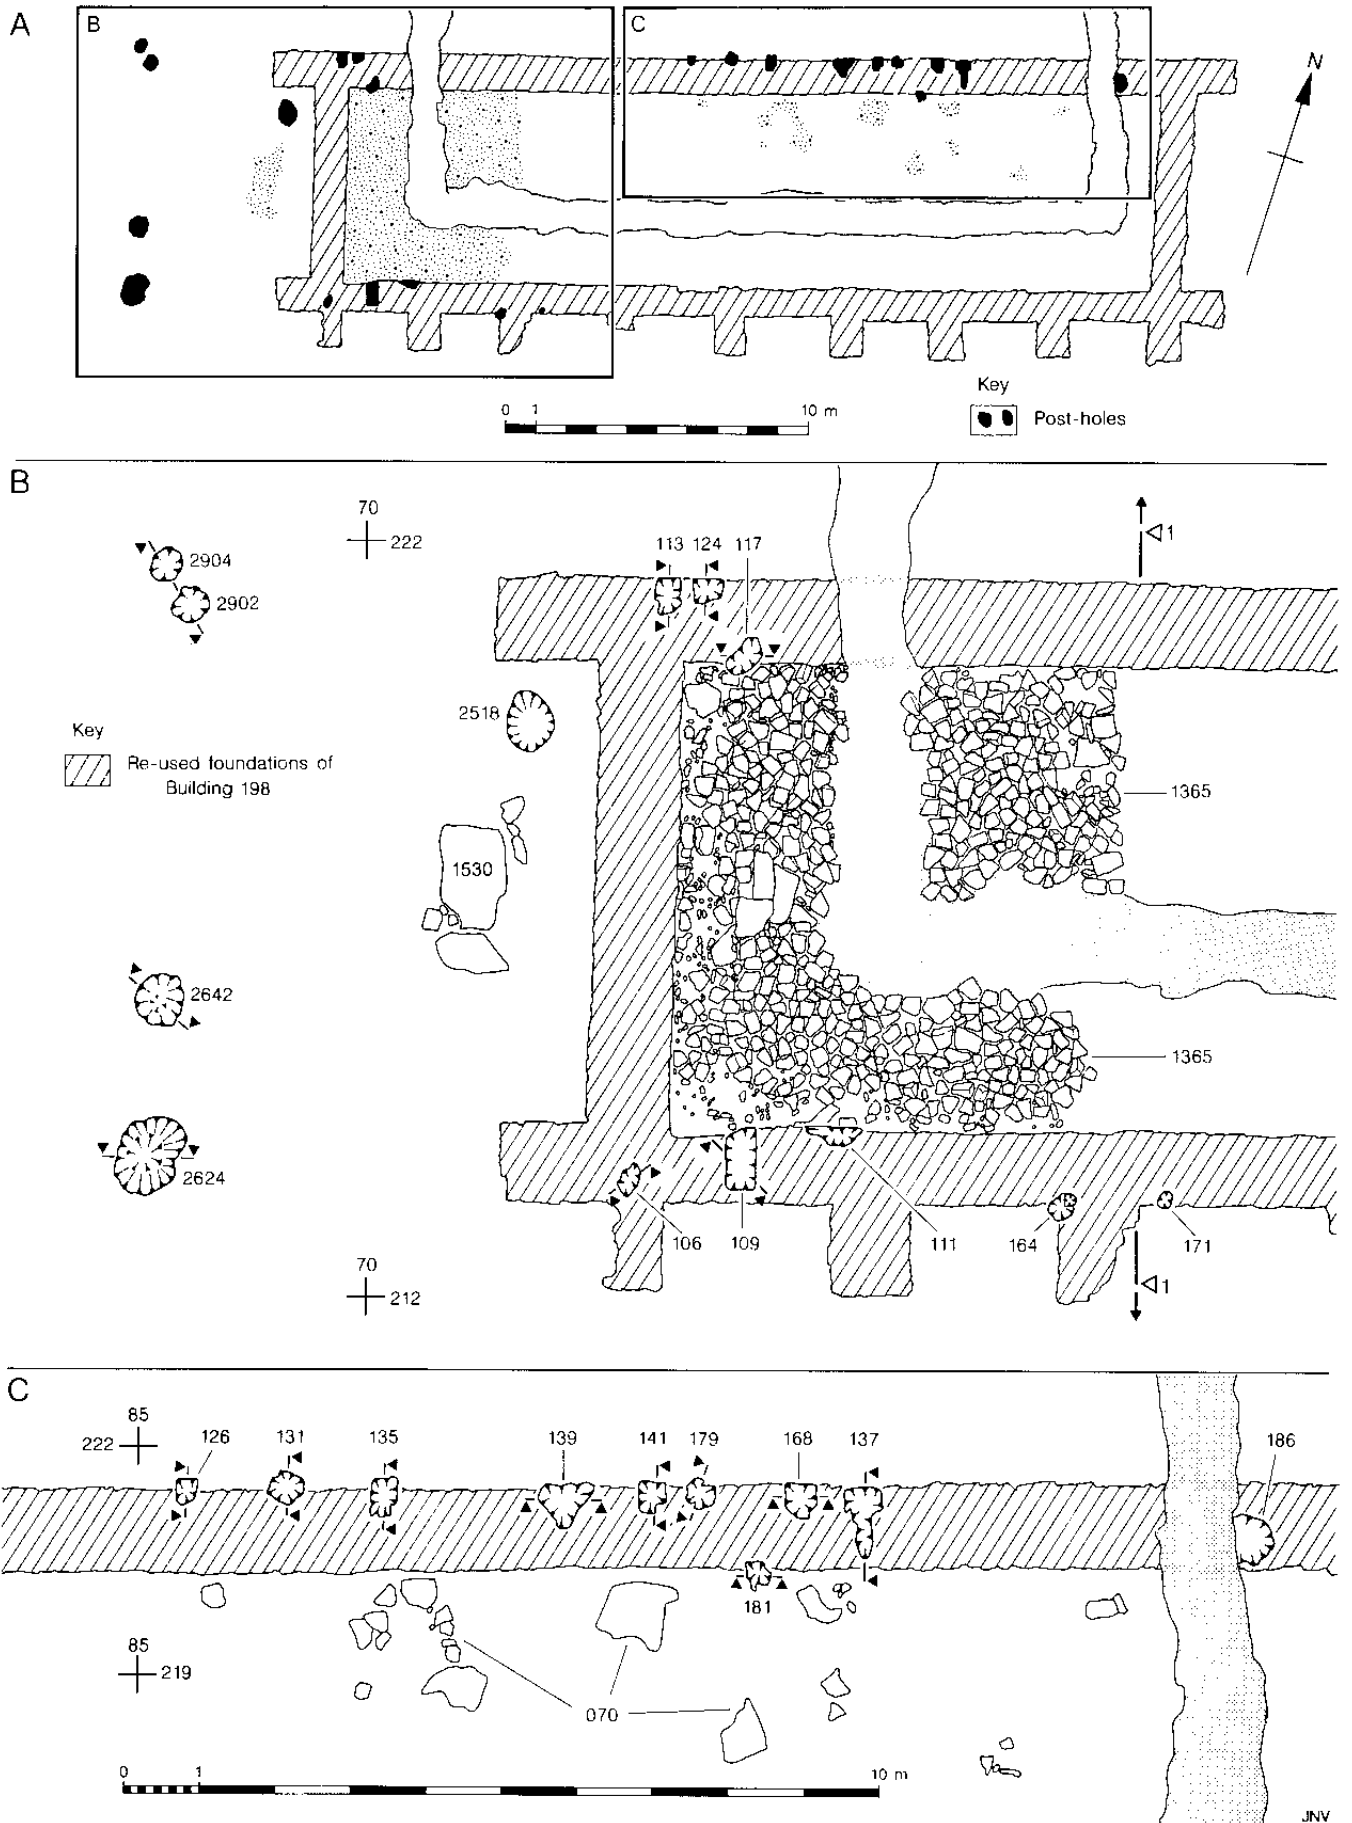 A
B
C
N
Key
Post-holes
0 1 10 m
B
70
222
2904
2902
113 124 117
1
2518
Key
Re-used foundations of
Building 198
1365
1530
2642
1365
2624
106 109 111 164 171
70
212
1
C
85
222
126 131 135 139 141 179 168 137 186
181
85
219
070
0 1 10 m
JNV